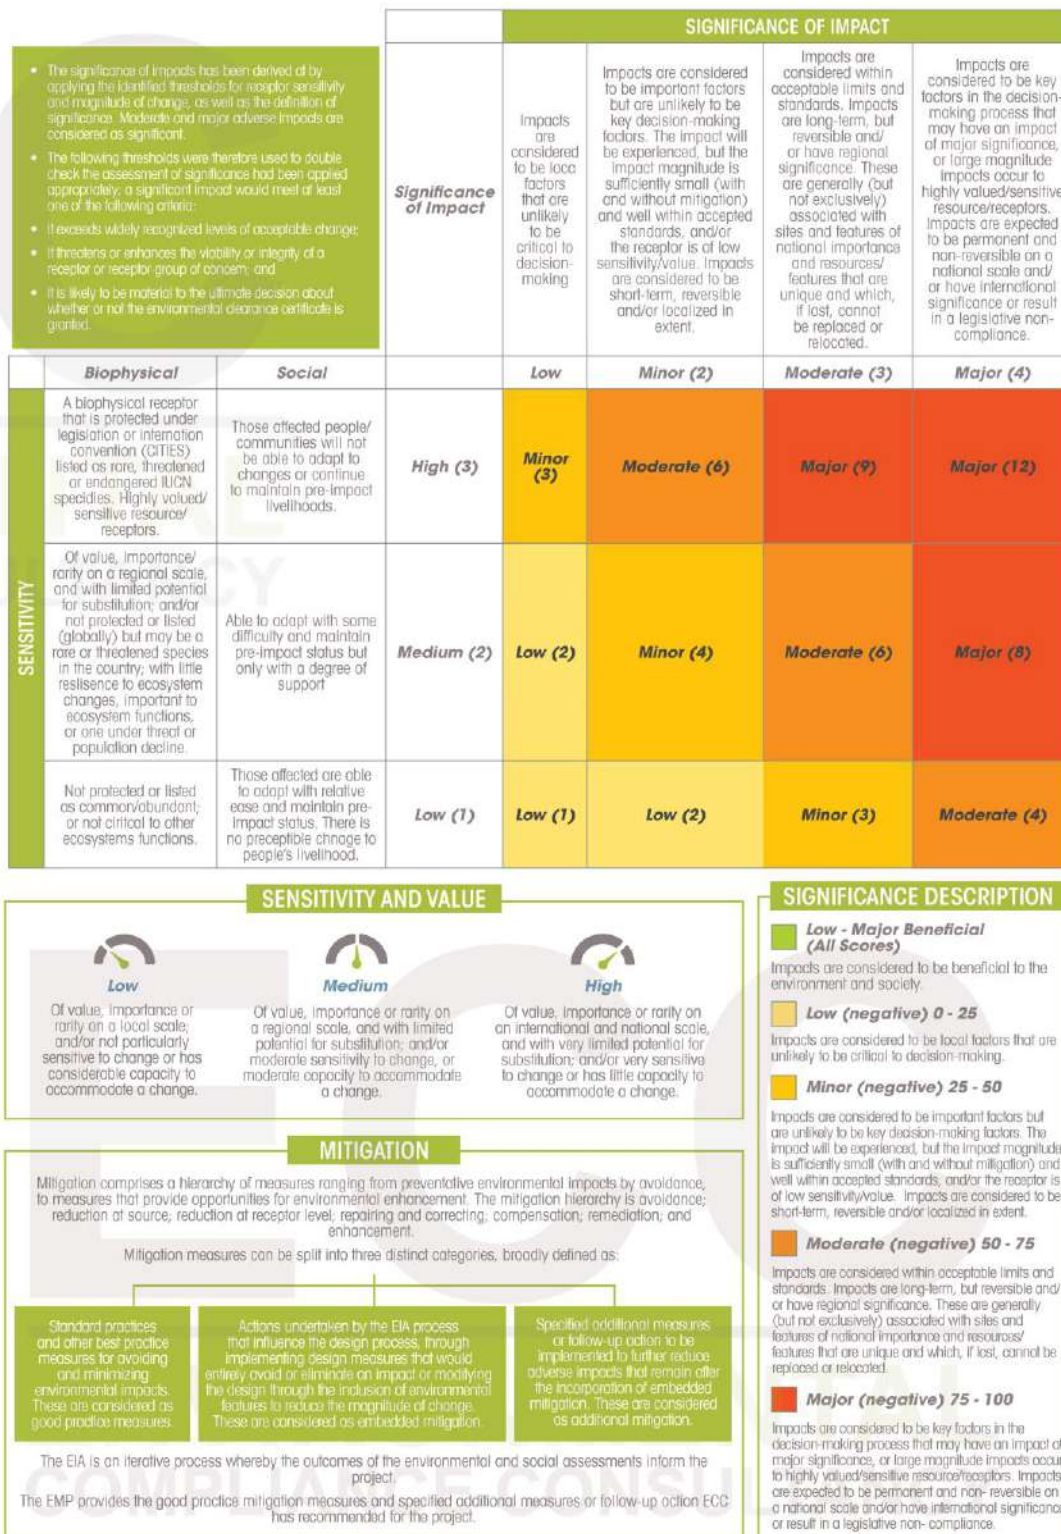 SIGNIFICANCE OF IMPACT
• The significance of impacts has been derived at by
applying the identified thresholds for receptor sensitivity
and magnitude of change, as well as the definition of
significance. Moderate and major adverse impacts are
considered as significant.
• The following thresholds were therefore used to double
check the assessment of significance had been applied
appropriately; a significant impact would meet at least
one of the following criteria:
• It exceeds widely recognized levels of acceptable change;
• It threatens or enhances the viability or integrity of a
receptor or receptor group of concern; and
• It is likely to be material to the ultimate decision about
whether or not the environmental clearance certificate is
granted.
Significance
of Impact
Impacts
are
considered
to be loca
factors
that are
unlikely
to be
critical to
decision-
making
Impacts are considered
to be important factors
but are unlikely to be
key decision-making
factors. The impact will
be experienced, but the
impact magnitude is
sufficiently small (with
and without mitigation)
and well within accepted
standards, and/or
the receptor is of low
sensitivity/value. Impacts
are considered to be
short-term, reversible
and/or localized in
extent.
Impacts are
considered within
acceptable limits and
standards. Impacts
are long-term, but
reversible and/
or have regional
significance. These
are generally (but
not exclusively)
associated with
sites and features of
national importance
and resources/
features that are
unique and which,
if lost, cannot
be replaced or
relocated.
Impacts are
considered to be key
factors in the decision-
making process that
may have an impact
of major significance,
or large magnitude
impacts occur to
highly valued/sensitive
resource/receptors.
Impacts are expected
to be permanent and
non-reversible on a
national scale and/
or have international
significance or result
in a legislative non-
compliance.
Biophysical
Social
Low
Minor (2)
Moderate (3)
Major (4)
SENSITIVITY
A biophysical receptor
that is protected under
legislation or internation
convention (CITIES)
listed as rare, threatened
or endangered IUCN
specidies. Highly valued/
sensitive resource/
receptors.
Those affected people/
communities will not
be able to adapt to
changes or continue
to maintain pre-impact
livelihoods.
High (3)
Minor
(3)
Moderate (6)
Major (9)
Major (12)
Of value, importance/
rarity on a regional scale,
and with limited potential
for substitution; and/or
not protected or listed
(globally) but may be a
rare or threatened species
in the country; with little
reslisence to ecosystem
changes, important to
ecosystem functions,
or one under threat or
population decline.
Able to adapt with some
difficulty and maintain
pre-impact status but
only with a degree of
support
Medium (2)
Low (2)
Minor (4)
Moderate (6)
Major (8)
Not protected or listed
as common/abundant;
or not ciritcal to other
ecosystems functions.
Those affected are able
to adapt with relative
ease and maintain pre-
impact status. There is
no preceptible chnage to
people's livelihood.
Low (1)
Low (1)
Low (2)
Minor (3)
Moderate (4)
SENSITIVITY AND VALUE
Low
Of value, importance or
rarity on a local scale;
and/or not particularly
sensitive to change or has
considerable capacity to
accommodate a change.
Medium
Of value, importance or rarity on
a regional scale, and with limited
potential for substitution; and/or
moderate sensitivity to change, or
moderate capacity to accommodate
a change.
High
Of value, importance or rarity on
an international and national scale,
and with very limited potential for
substitution; and/or very sensitive
to change or has little capacity to
accommodate a change.
MITIGATION
Mitigation comprises a hierarchy of measures ranging from preventative environmental impacts by avoidance,
to measures that provide opportunities for environmental enhancement. The mitigation hierarchy is avoidance;
reduction at source; reduction at receptor level; repairing and correcting; compensation; remediation; and
enhancement.
Mitigation measures can be split into three distinct categories, broadly defined as:
Standard practices
and other best practice
measures for avoiding
and minimizing
environmental impacts.
These are considered as
good practice measures.
Actions undertaken by the EIA process
that influence the design process, through
implementing design measures that would
entirely avoid or eliminate an impact or modifying
the design through the inclusion of environmental
features to reduce the magnitude of change.
These are considered as embedded mitigation.
Specified additional measures
or follow-up action to be
implemented to further reduce
adverse impacts that remain after
the incorporation of embedded
mitigation. These are considered
as additional mitigation.
The EIA is an iterative process whereby the outcomes of the environmental and social assessments inform the
project.
The EMP provides the good practice mitigation measures and specified additional measures or follow-up action ECC
has recommended for the project.
SIGNIFICANCE DESCRIPTION
Low - Major Beneficial
(All Scores)
Impacts are considered to be beneficial to the
environment and society.
Low (negative) 0 - 25
Impacts are considered to be local factors that are
unlikely to be critical to decision-making.
Minor (negative) 25 - 50
Impacts are considered to be important factors but
are unlikely to be key decision-making factors. The
impact will be experienced, but the impact magnitude
is sufficiently small (with and without mitigation) and
well within accepted standards, and/or the receptor is
of low sensitivity/value. Impacts are considered to be
short-term, reversible and/or localized in extent.
Moderate (negative) 50 - 75
Impacts are considered within acceptable limits and
standards. Impacts are long-term, but reversible and/
or have regional significance. These are generally
(but not exclusively) associated with sites and
features of national importance and resources/
features that are unique and which, if lost, cannot be
replaced or relocated.
Major (negative) 75 - 100
Impacts are considered to be key factors in the
decision-making process that may have an impact of
major significance, or large magnitude impacts occur
to highly valued/sensitive resource/receptors. Impacts
are expected to be permanent and non- reversible on
a national scale and/or have international significance
or result in a legislative non- compliance.
ECC
COMPLIANCE CONSUL